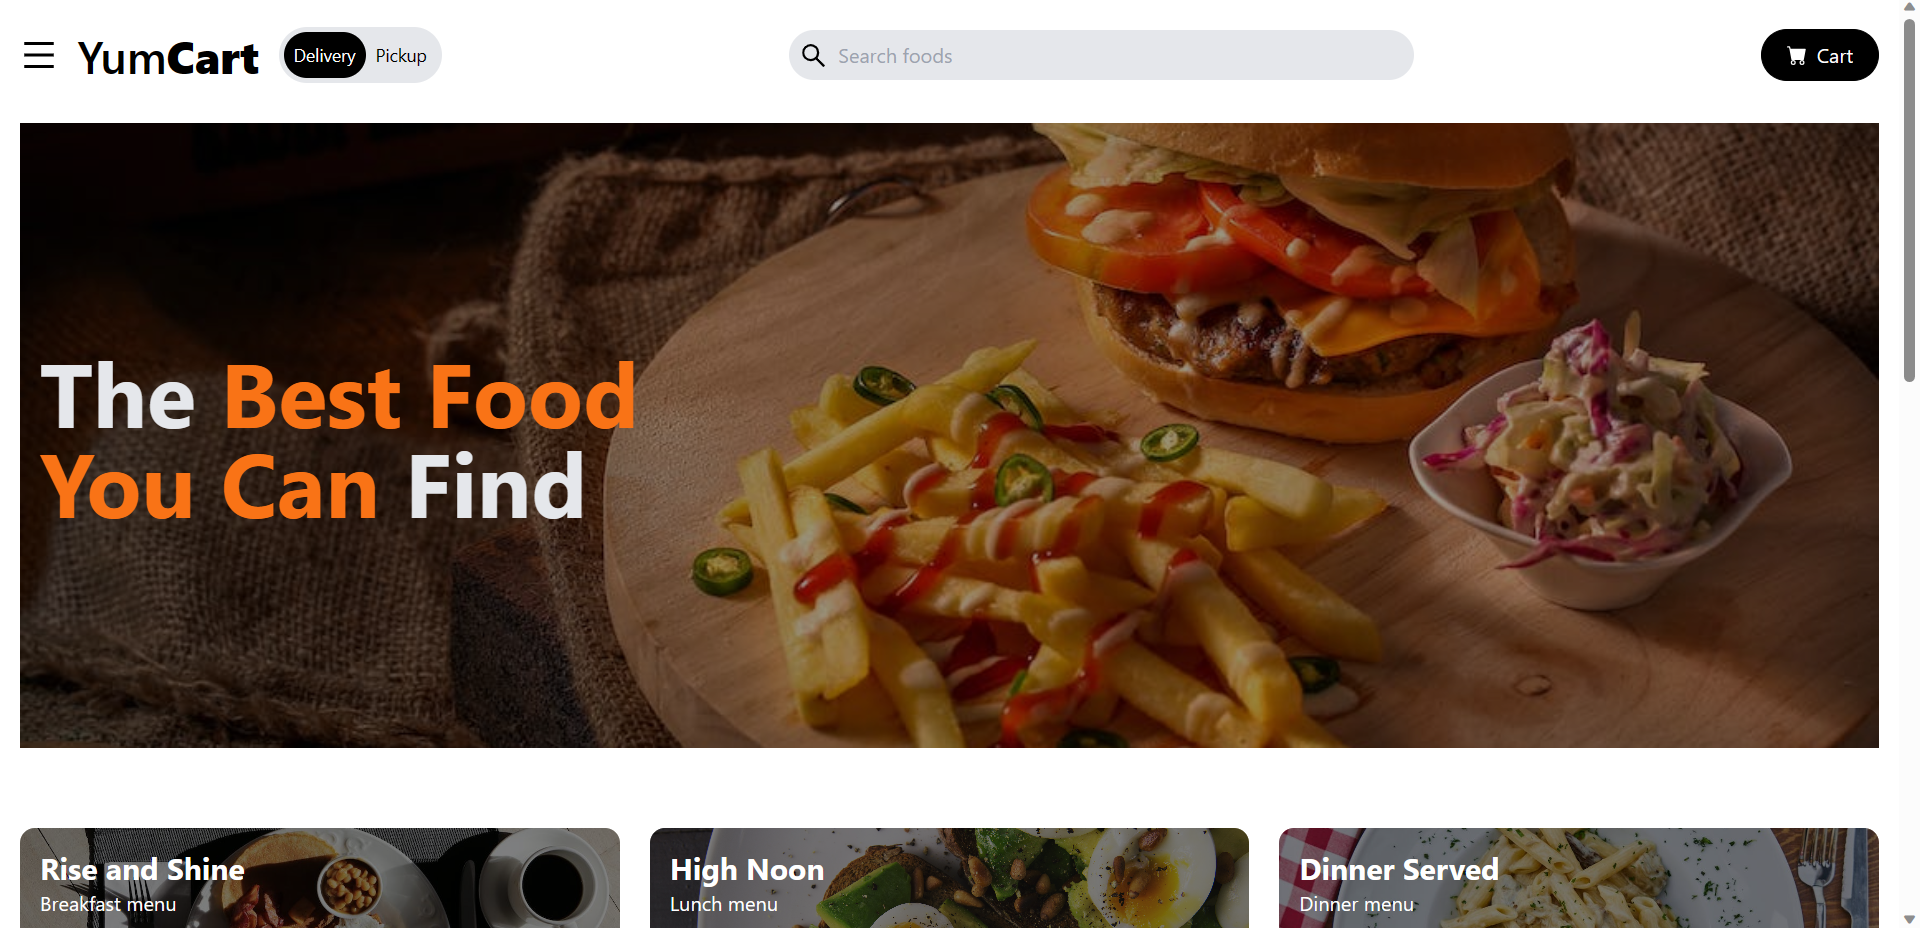 YumCart
Delivery Pickup
Search foods
Cart
The Best Food
You Can Find
Rise and Shine
Breakfast menu
High Noon
Lunch menu
Dinner Served
Dinner menu